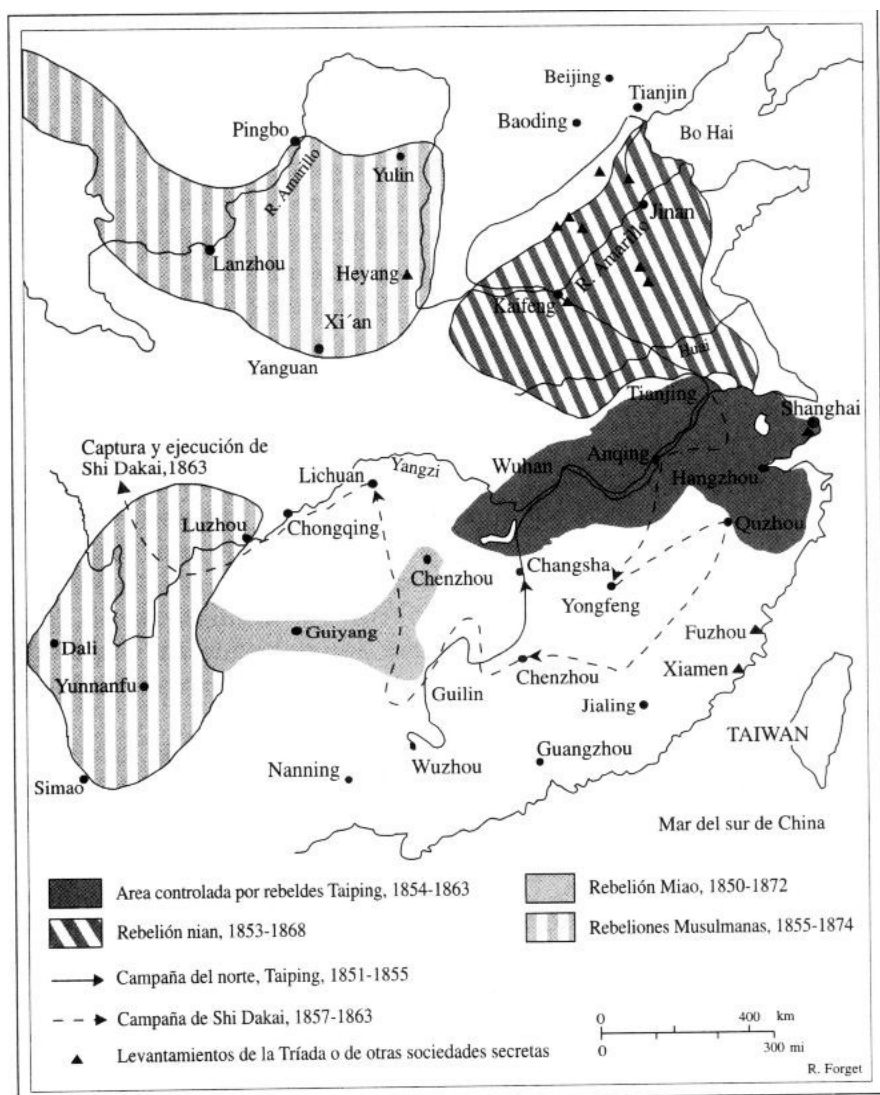 Beijing
Tianjin
Baoding
Bo Hai
Pingbo
Yulin
R. Amarillo
Jinan
Lanzhou
Heyang
R. Amarillo
Kaifeng
Xi´an
Yanguan
Huai
Tianjing
Shanghai
Captura y ejecución de
Shi Dakai,1863
Lichuan
Yangzi
Wuhan
Anqing
Hangzhou
Luzhou
Chongqing
Quzhou
Chenzhou
Changsha
Yongfeng
Guiyang
Dali
Fuzhou
Yunnanfu
Guilin
Chenzhou
Xiamen
Jialing
TAIWAN
Simao
Nanning
Wuzhou
Guangzhou
Mar del sur de China
Area controlada por rebeldes Taiping, 1854-1863
Rebelión Miao, 1850-1872
Rebelión nian, 1853-1868
Rebeliones Musulmanas, 1855-1874
Campaña del norte, Taiping, 1851-1855
Campaña de Shi Dakai, 1857-1863
0 400 km
0 300 mi
Levantamientos de la Tríada o de otras sociedades secretas
R. Forget